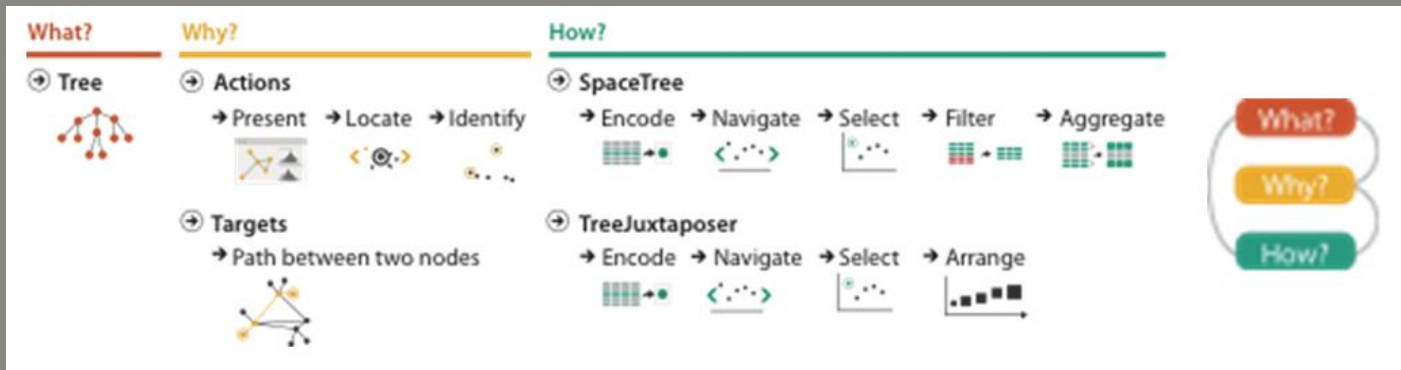 What?
Why?
How?
Tree
Actions
SpaceTree
Present Locate Identify
Encode Navigate Select Filter Aggregate
What?
Why?
Targets
TreeJuxtaposer
Path between two nodes
Encode Navigate Select Arrange
How?